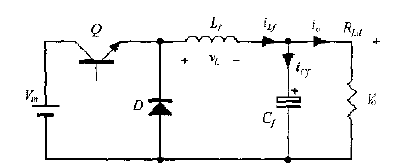 Q
L_f
i_Lf
i_o
R_Ld
+
+ v_L −
i_Cf
V_in
D
+
C_f
V_o